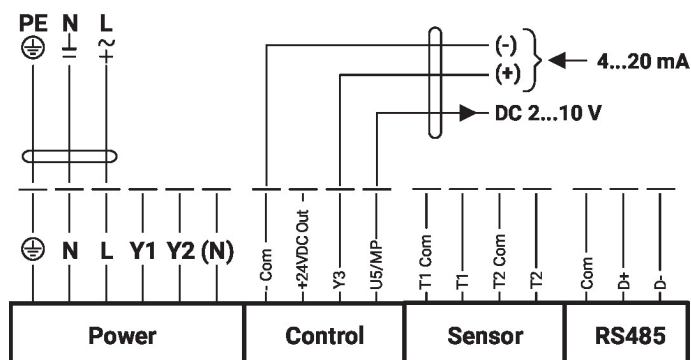 PE N L
(-)
(+)
4...20 mA
DC 2...10 V
N L Y1 Y2 (N)
- Com
+24VDC Out -
Y3
U5/MP
T1 Com
T1
T2 Com
T2
Com
D+
D-
Power
Control
Sensor
RS485